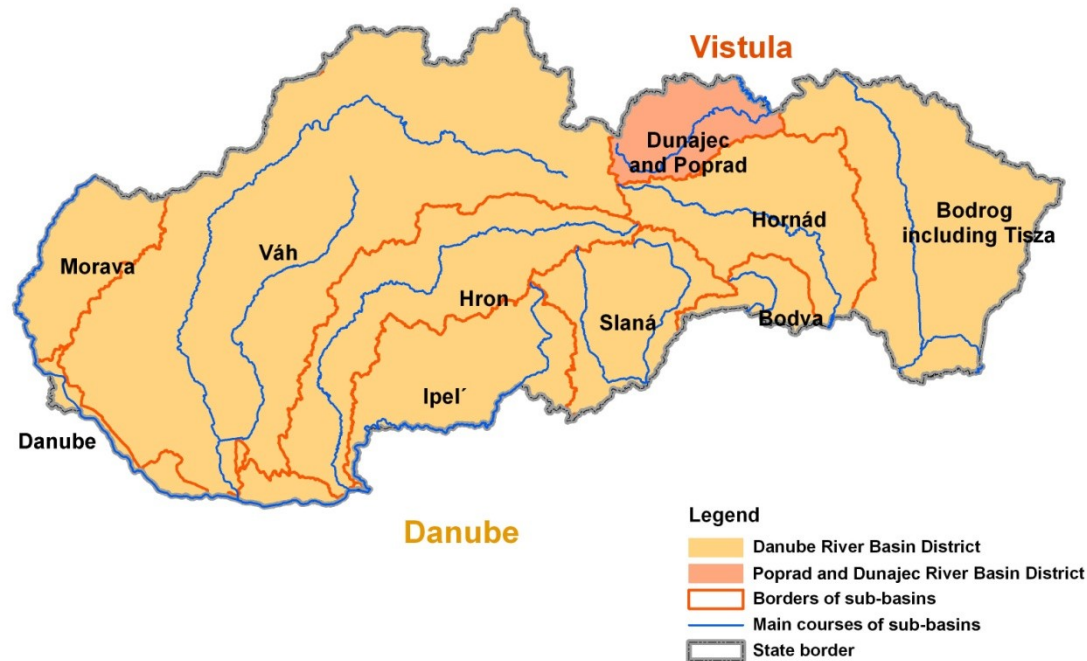 Vistula
Dunajec
and Poprad
Hornád
Bodrog
including Tisza
Morava
Váh
Hron
Slaná
Bodva
Ipel´
Danube
Danube
Legend
Danube River Basin District
Poprad and Dunajec River Basin District
Borders of sub-basins
Main courses of sub-basins
State border